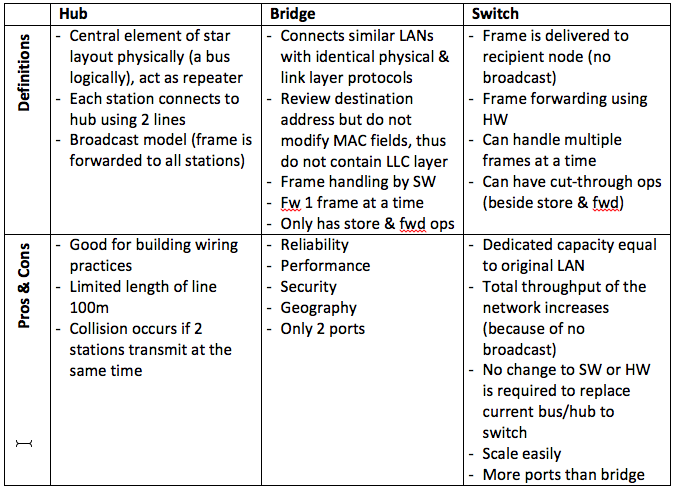 Hub
Bridge
Switch
Definitions
- Central element of star
layout physically (a bus
logically), act as repeater
- Each station connects to
hub using 2 lines
- Broadcast model (frame is
forwarded to all stations)
- Connects similar LANs
with identical physical &
link layer protocols
- Review destination
address but do not
modify MAC fields, thus
do not contain LLC layer
- Frame handling by SW
- Fw 1 frame at a time
- Only has store & fwd ops
- Frame is delivered to
recipient node (no
broadcast)
- Frame forwarding using
HW
- Can handle multiple
frames at a time
- Can have cut-through ops
(beside store & fwd)
Pros & Cons
- Good for building wiring
practices
- Limited length of line
100m
- Collision occurs if 2
stations transmit at the
same time
- Reliability
- Performance
- Security
- Geography
- Only 2 ports
- Dedicated capacity equal
to original LAN
- Total throughput of the
network increases
(because of no
broadcast)
- No change to SW or HW
is required to replace
current bus/hub to
switch
- Scale easily
- More ports than bridge